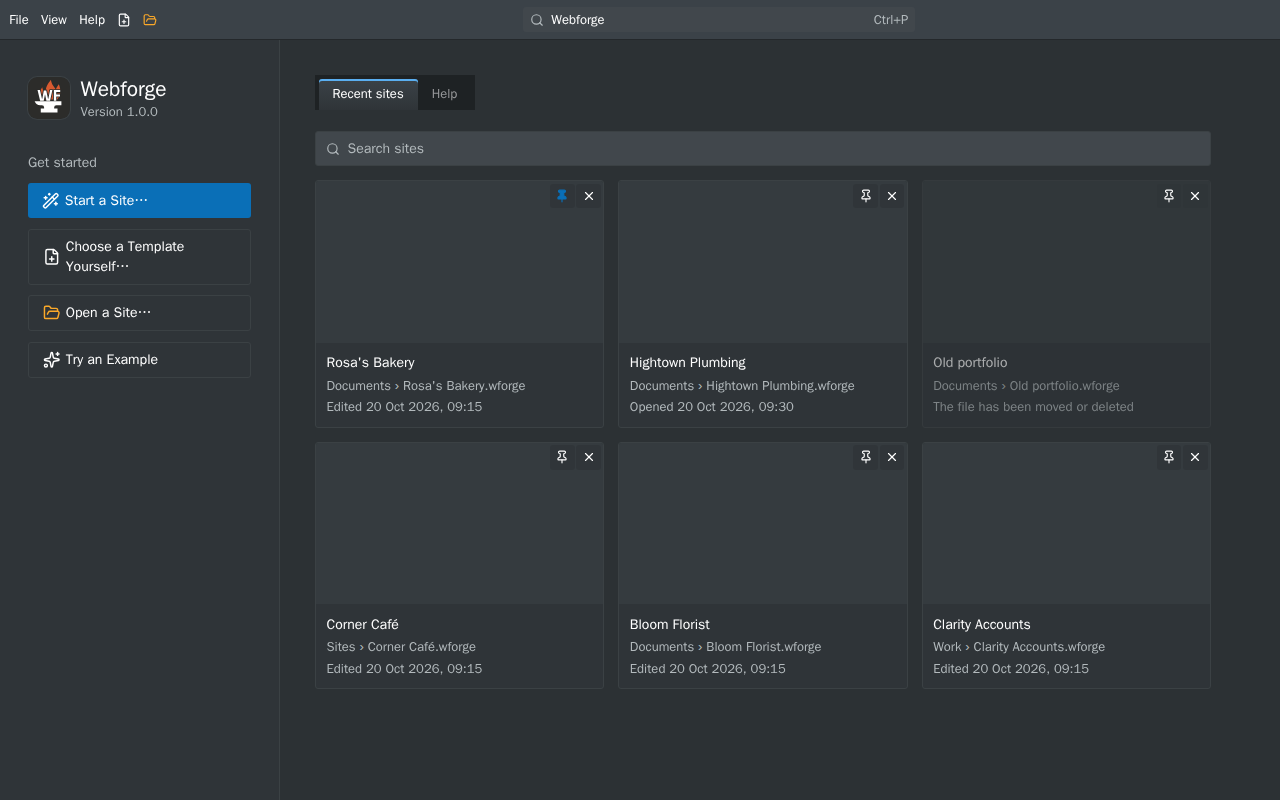 File View Help
Webforge Ctrl+P
WF
Webforge
Version 1.0.0
Get started
Start a Site···
Choose a Template
Yourself···
Open a Site···
Try an Example
Recent sites Help
Search sites
Rosa's Bakery
Documents › Rosa's Bakery.wforge
Edited 20 Oct 2026, 09:15
Hightown Plumbing
Documents › Hightown Plumbing.wforge
Opened 20 Oct 2026, 09:30
Old portfolio
Documents › Old portfolio.wforge
The file has been moved or deleted
Corner Café
Sites › Corner Café.wforge
Edited 20 Oct 2026, 09:15
Bloom Florist
Documents › Bloom Florist.wforge
Edited 20 Oct 2026, 09:15
Clarity Accounts
Work › Clarity Accounts.wforge
Edited 20 Oct 2026, 09:15